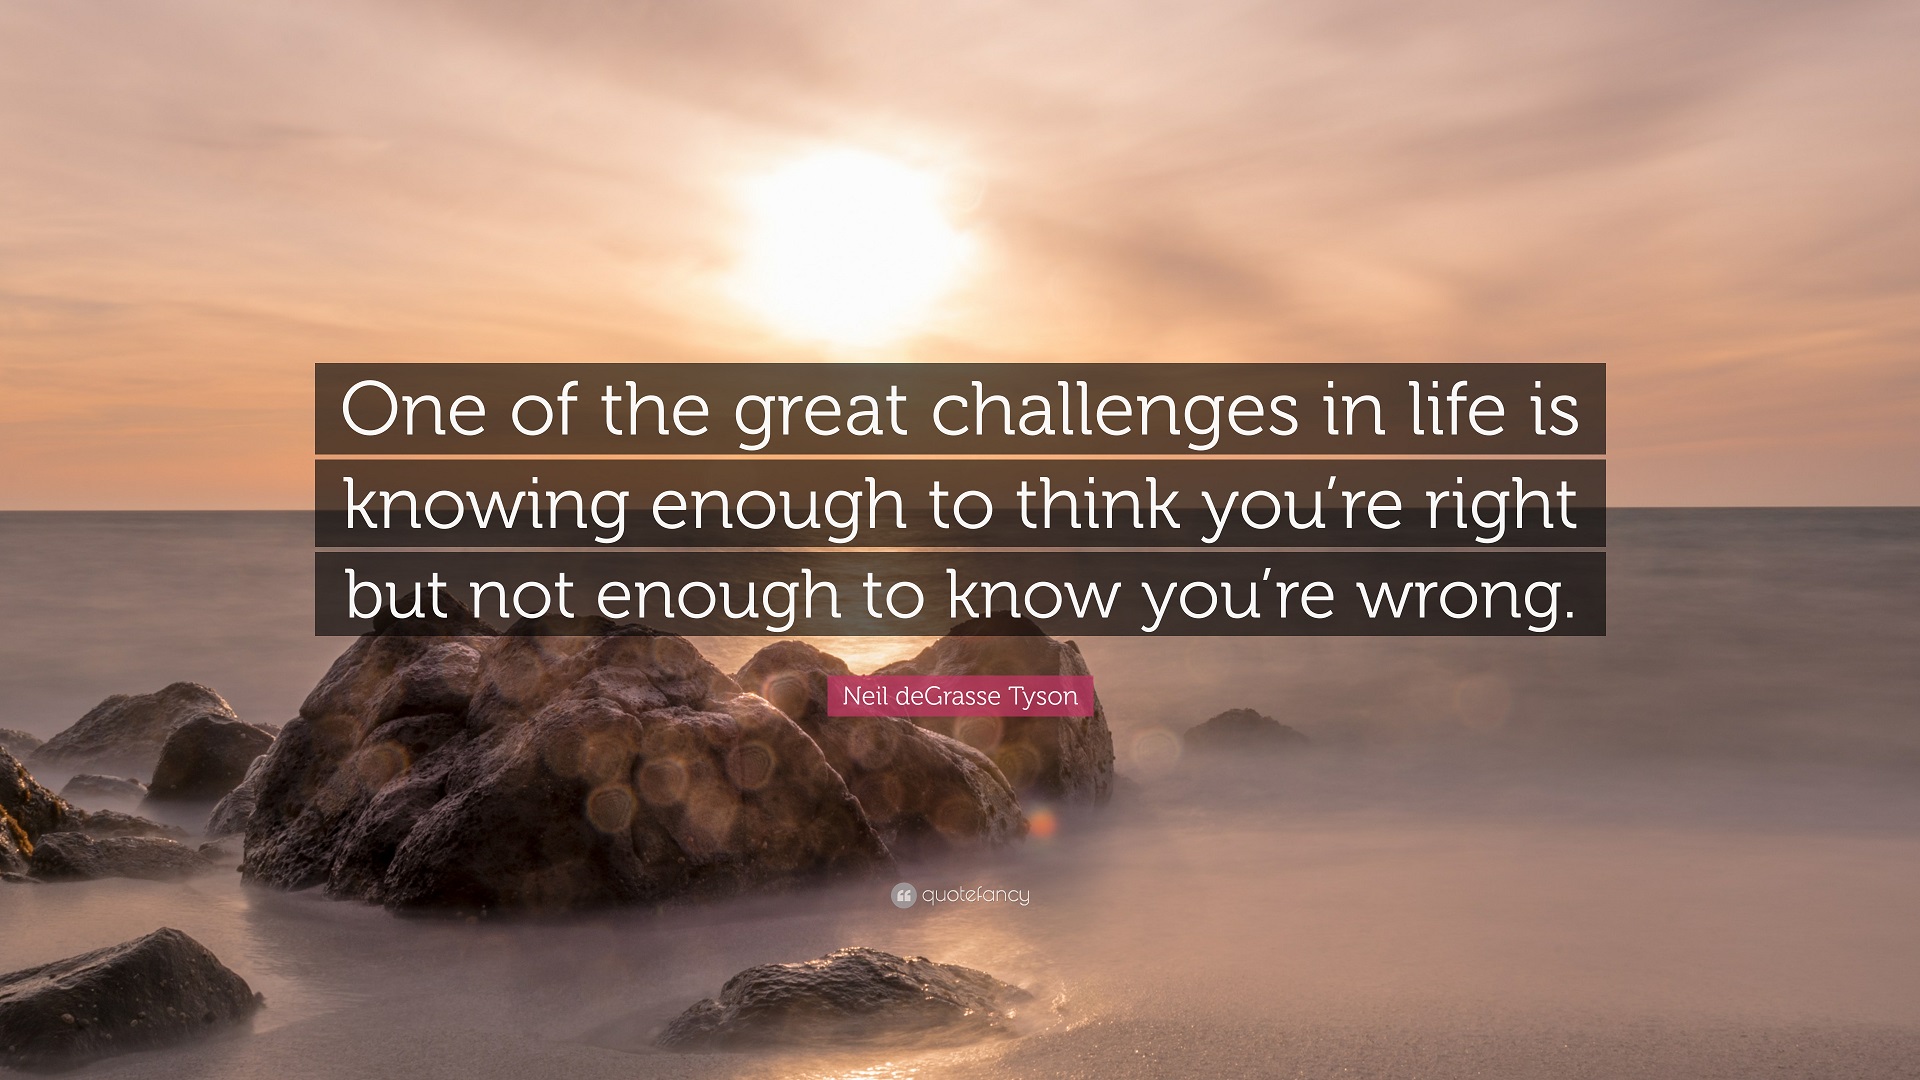 One of the great challenges in life is
knowing enough to think you’re right
but not enough to know you’re wrong.
Neil deGrasse Tyson
quotefancy